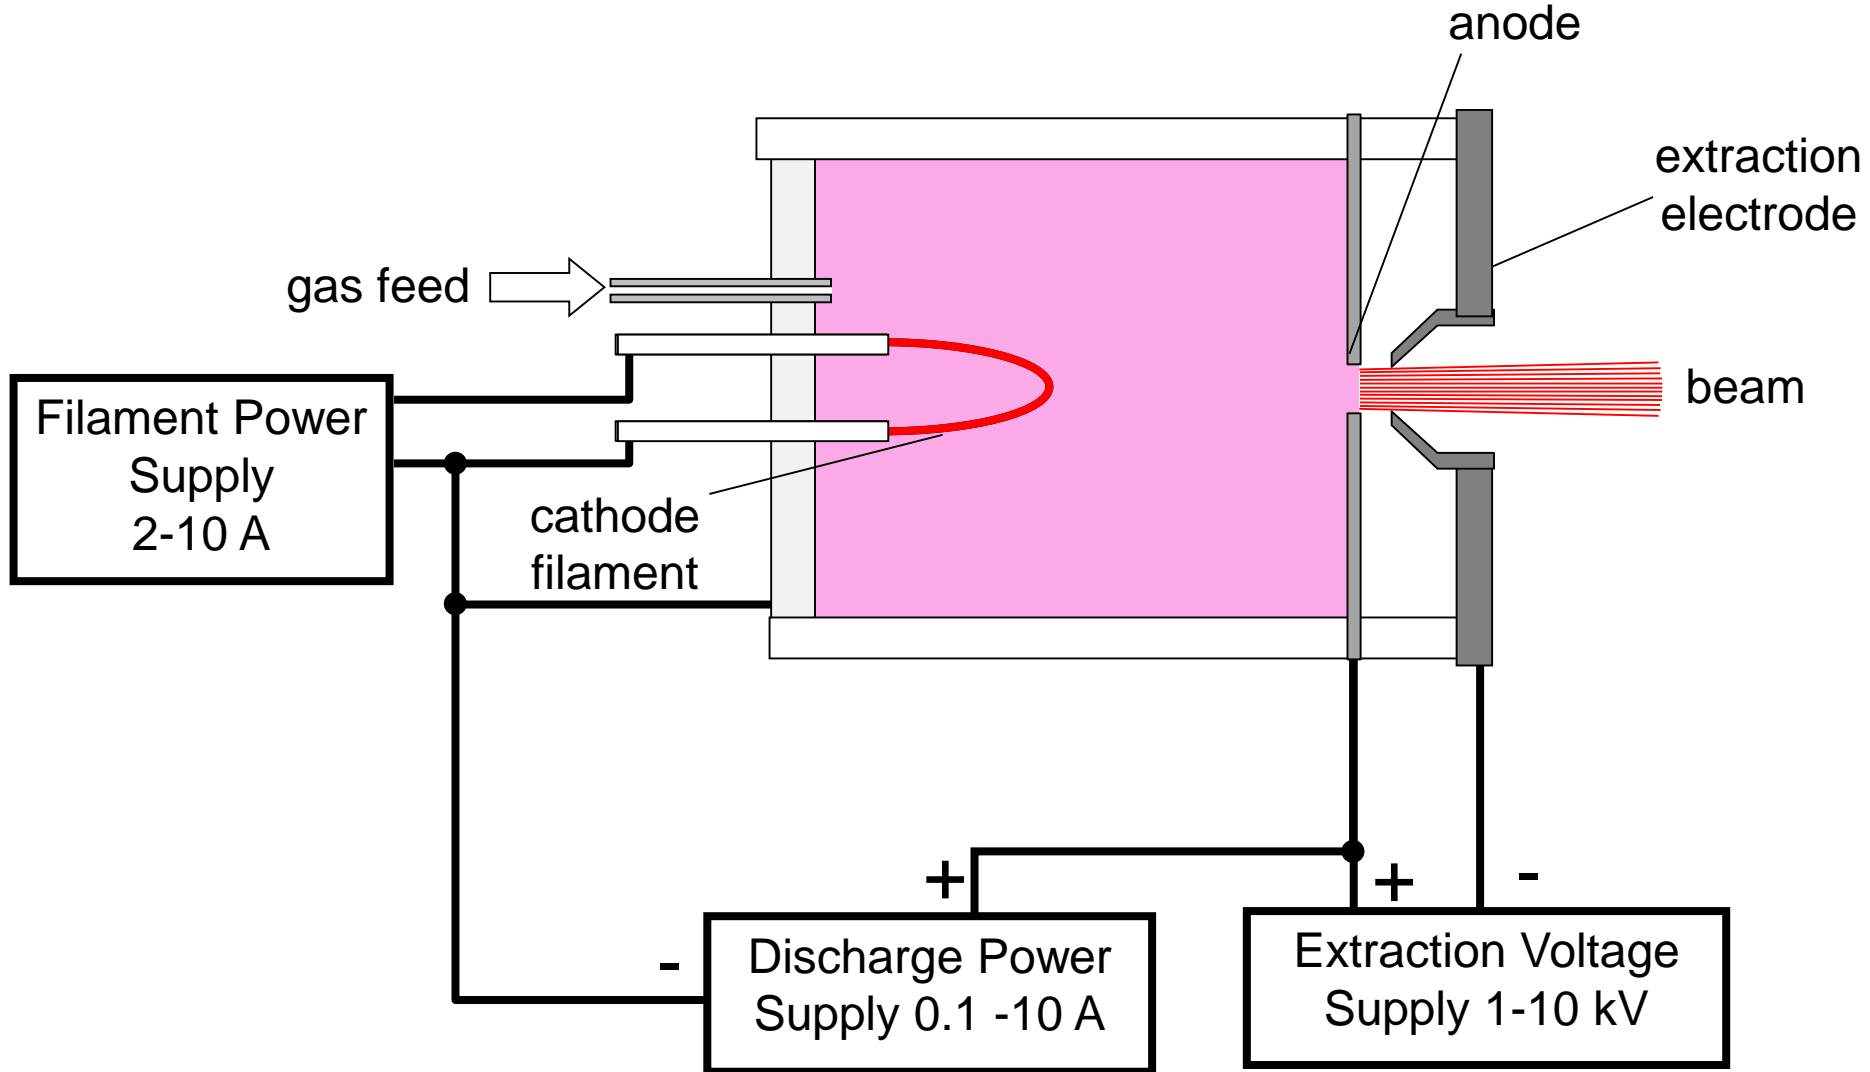 anode
extraction
electrode
gas feed
beam
Filament Power
Supply
2-10 A
cathode
filament
+
+
-
-
Discharge Power
Supply 0.1 -10 A
Extraction Voltage
Supply 1-10 kV